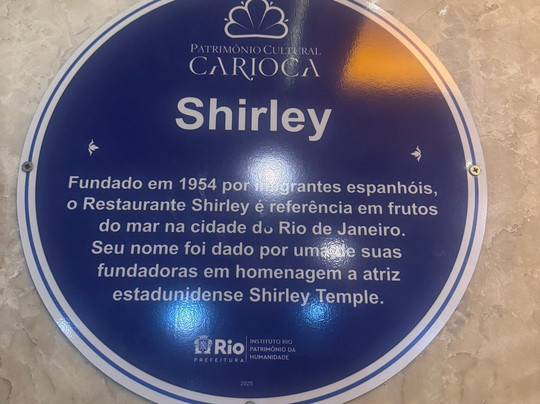 PATRIMÔNIO CULTURAL
CARIOCA
Shirley
Fundado em 1954 por imigrantes espanhóis,
o Restaurante Shirley é referência em frutos
do mar na cidade do Rio de Janeiro.
Seu nome foi dado por uma de suas
fundadoras em homenagem a atriz
estadunidense Shirley Temple.
Rio
PREFEITURA
INSTITUTO RIO
PATRIMÔNIO DA
HUMANIDADE